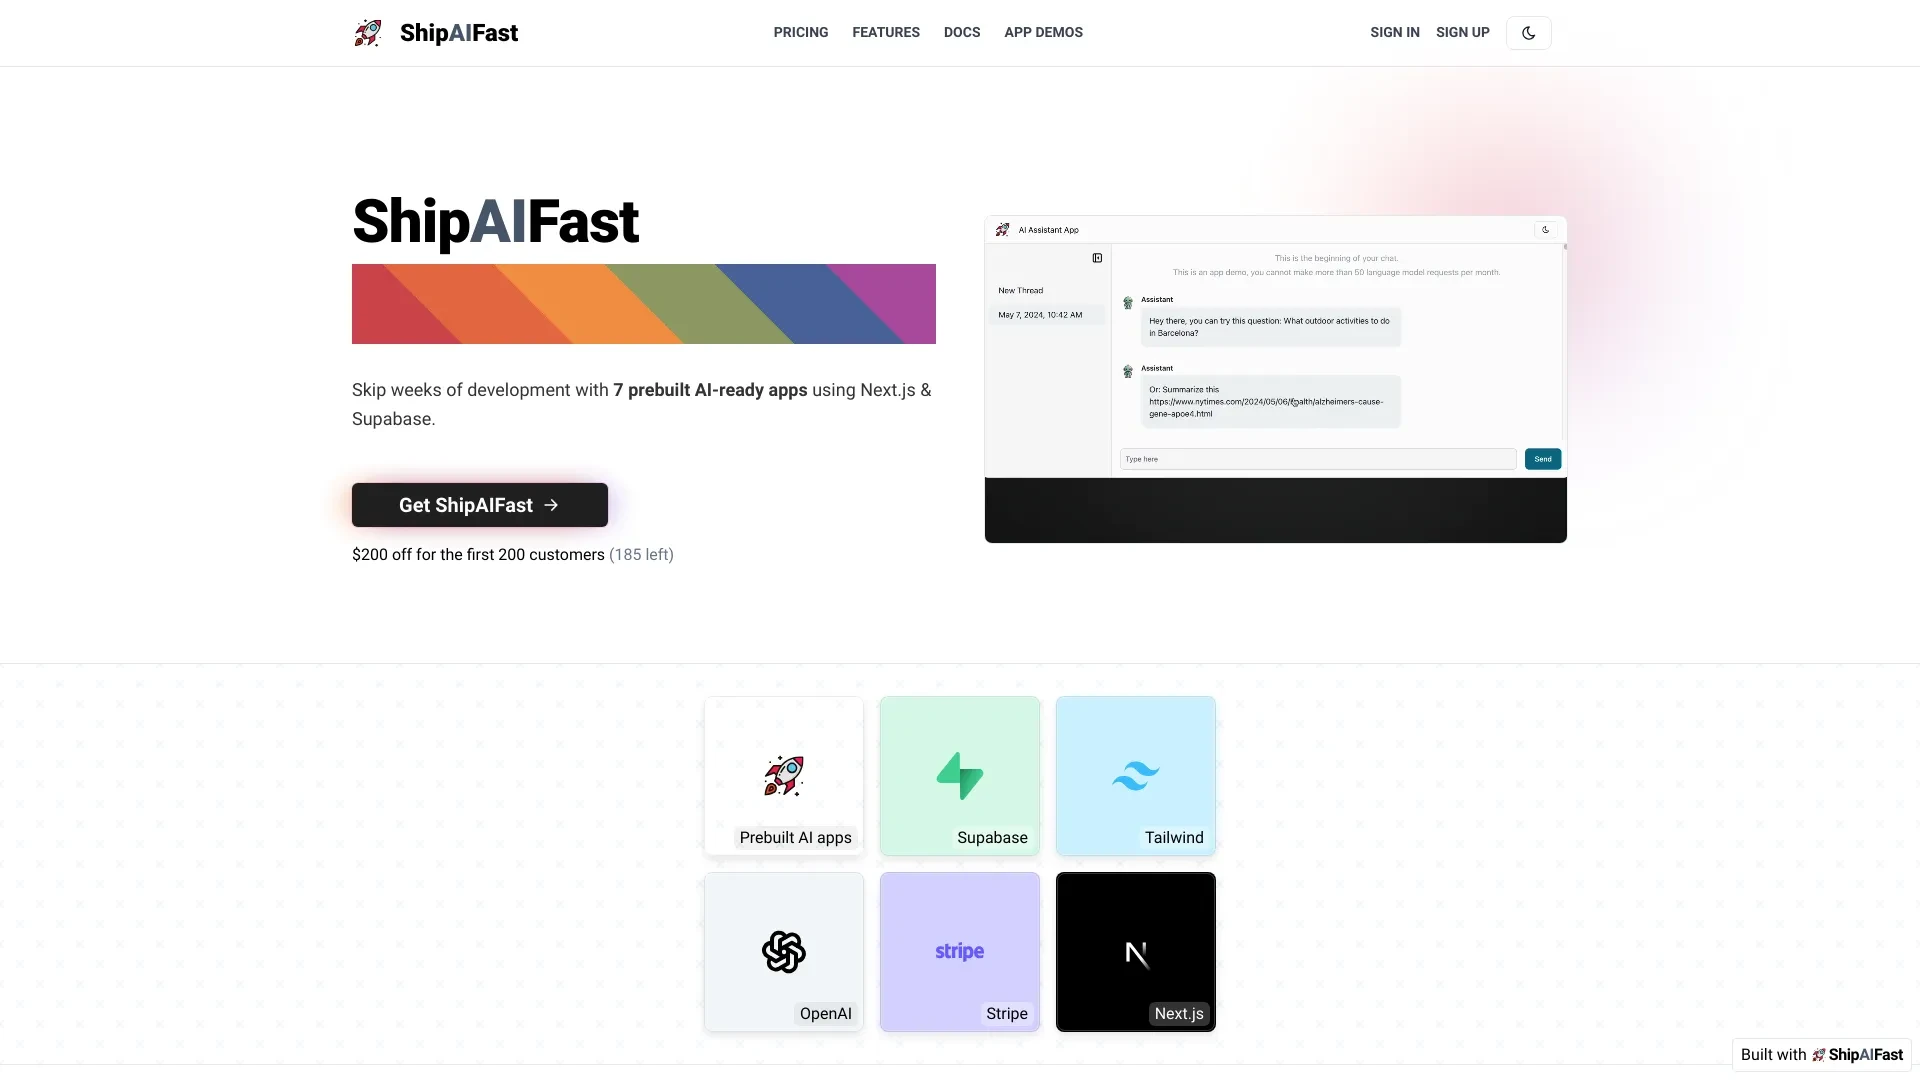 ShipAIFast
PRICING
FEATURES
DOCS
APP DEMOS
SIGN IN
SIGN UP
ShipAIFast
Skip weeks of development with 7 prebuilt AI-ready apps using Next.js &
Supabase.
Get ShipAIFast →
$200 off for the first 200 customers (185 left)
AI Assistant App
New Thread
May 7, 2024, 10:42 AM
This is the beginning of your chat.
This is an app demo, you cannot make more than 50 language model requests per month.
Assistant
Hey there, you can try this question: What outdoor activities to do
in Barcelona?
Assistant
Or: Summarize this
https://www.nytimes.com/2024/05/06/health/alzheimers-cause-
gene-apoe4.html
Type here
Send
Prebuilt AI apps
Supabase
Tailwind
OpenAI
stripe
Stripe
Next.js
Built with ShipAIFast